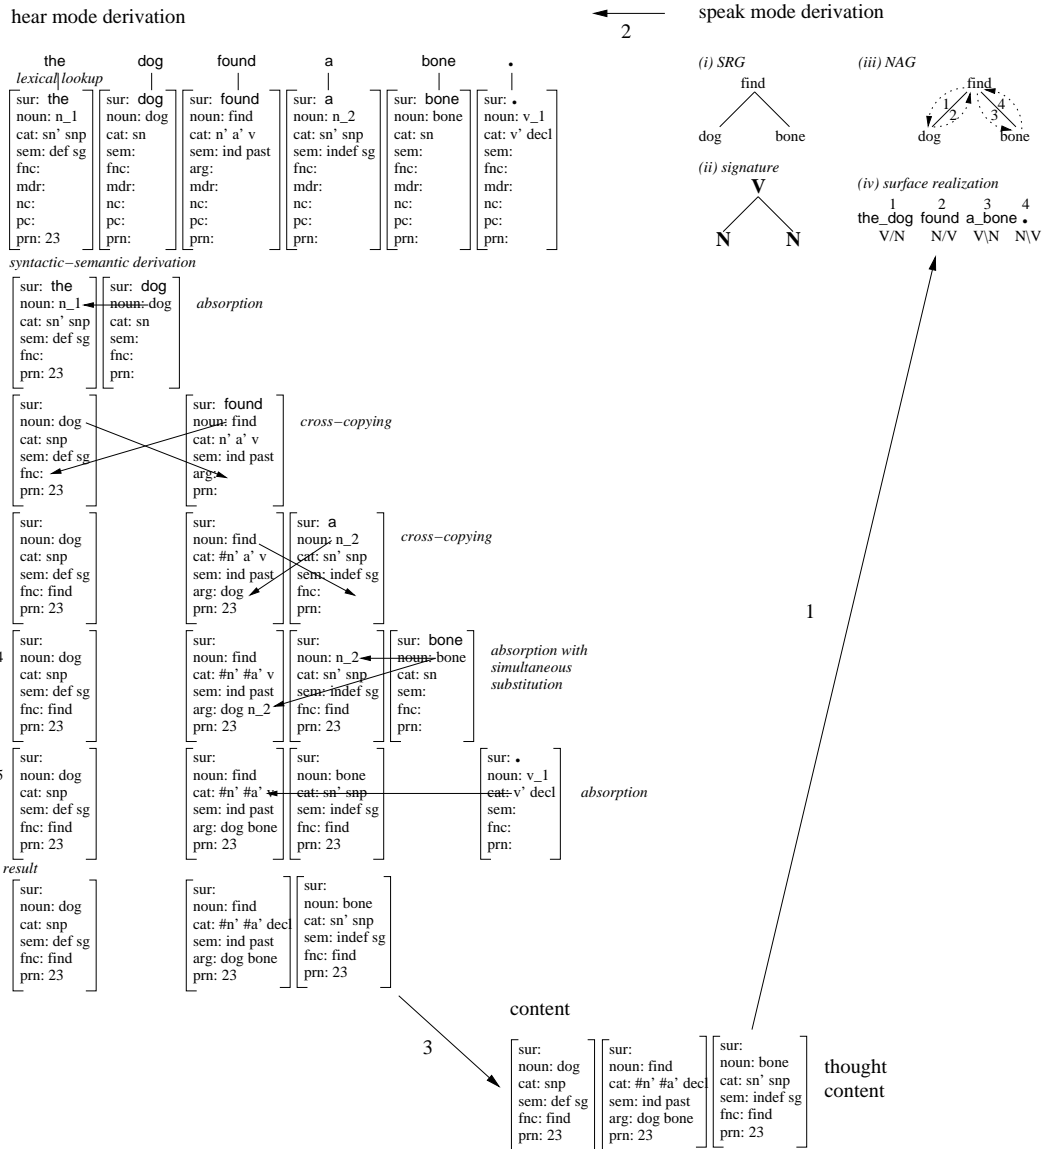 hear mode derivation
2
speak mode derivation
the dog found a bone .
lexical lookup
sur: the
noun: n_1
cat: sn' snp
sem: def sg
fnc:
mdr:
nc:
pc:
prn: 23
sur: dog
noun: dog
cat: sn
sem:
fnc:
mdr:
nc:
pc:
prn:
sur: found
noun: find
cat: n' a' v
sem: ind past
arg:
mdr:
nc:
pc:
prn:
sur: a
noun: n_2
cat: sn' snp
sem: indef sg
fnc:
mdr:
nc:
pc:
prn:
sur: bone
noun: bone
cat: sn
sem:
fnc:
mdr:
nc:
pc:
prn:
sur: .
noun: v_1
cat: v' decl
sem:
fnc:
mdr:
nc:
pc:
prn:
(i) SRG
find
dog bone
(ii) signature
V
N N
(iii) NAG
find
1 2 3 4
dog bone
(iv) surface realization
1 2 3 4
the_dog found a_bone .
V/N N/V V\N N\V
syntactic−semantic derivation
sur: the
noun: n_1
cat: sn' snp
sem: def sg
fnc:
prn: 23
sur: dog
noun: dog
cat: sn
sem:
fnc:
prn:
absorption
sur:
noun: dog
cat: snp
sem: def sg
fnc:
prn: 23
sur: found
noun: find
cat: n' a' v
sem: ind past
arg:
prn:
cross−copying
sur:
noun: dog
cat: snp
sem: def sg
fnc: find
prn: 23
sur:
noun: find
cat: #n' a' v
sem: ind past
arg: dog
prn: 23
sur: a
noun: n_2
cat: sn' snp
sem: indef sg
fnc:
prn:
cross−copying
1
4
sur:
noun: dog
cat: snp
sem: def sg
fnc: find
prn: 23
sur:
noun: find
cat: #n' #a' v
sem: ind past
arg: dog n_2
prn: 23
sur:
noun: n_2
cat: sn' snp
sem: indef sg
fnc: find
prn: 23
sur: bone
noun: bone
cat: sn
sem:
fnc:
prn:
absorption with
simultaneous
substitution
5
sur:
noun: dog
cat: snp
sem: def sg
fnc: find
prn: 23
sur:
noun: find
cat: #n' #a' v
sem: ind past
arg: dog bone
prn: 23
sur:
noun: bone
cat: sn' snp
sem: indef sg
fnc: find
prn: 23
sur: .
noun: v_1
cat: v' decl
sem:
fnc:
prn:
absorption
result
sur:
noun: dog
cat: snp
sem: def sg
fnc: find
prn: 23
sur:
noun: find
cat: #n' #a' decl
sem: ind past
arg: dog bone
prn: 23
sur:
noun: bone
cat: sn' snp
sem: indef sg
fnc: find
prn: 23
3
content
sur:
noun: dog
cat: snp
sem: def sg
fnc: find
prn: 23
sur:
noun: find
cat: #n' #a' decl
sem: ind past
arg: dog bone
prn: 23
sur:
noun: bone
cat: sn' snp
sem: indef sg
fnc: find
prn: 23
thought
content